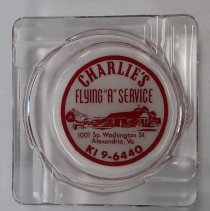 CHARLIE'S
FLYING "A" SERVICE
1001 So. Washington St.
Alexandria, Va.
KI 9-6440